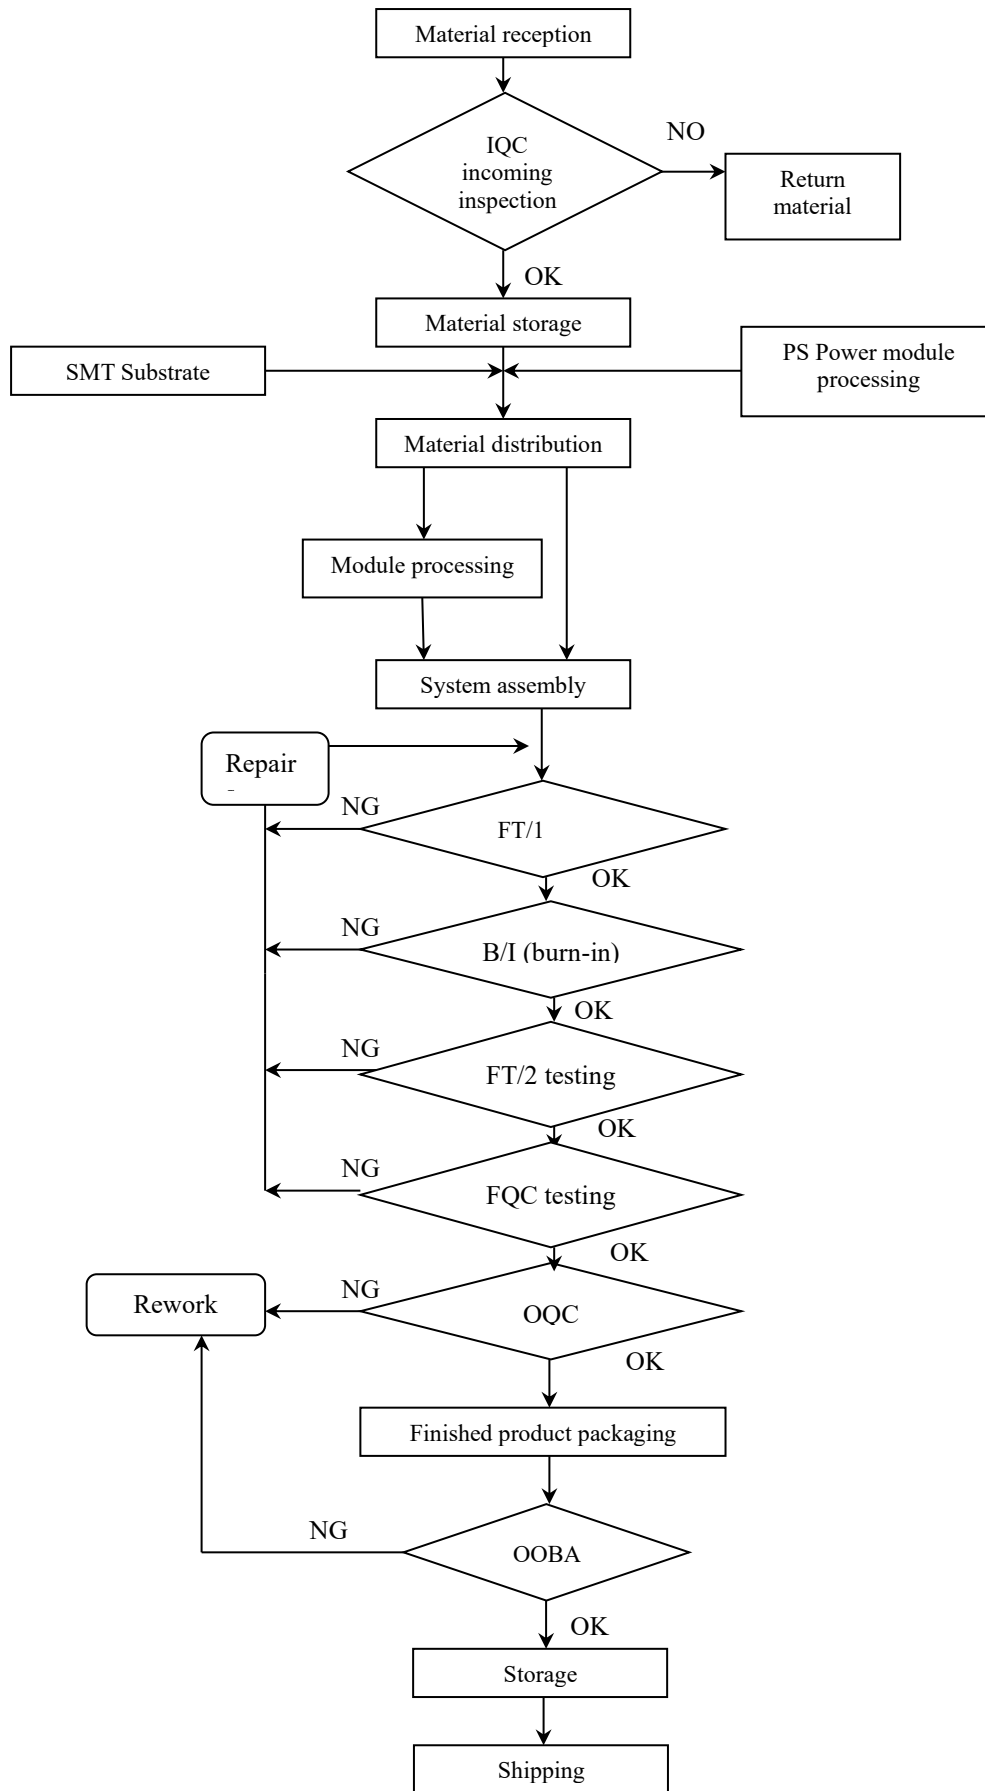 Material reception
IQC
incoming
inspection
NO
Return
material
OK
Material storage
SMT Substrate
PS Power module
processing
Material distribution
Module processing
System assembly
Repair
NG
FT/1
OK
NG
B/I (burn-in)
OK
NG
FT/2 testing
OK
NG
FQC testing
OK
Rework
NG
OQC
OK
Finished product packaging
NG
OOBA
OK
Storage
Shipping